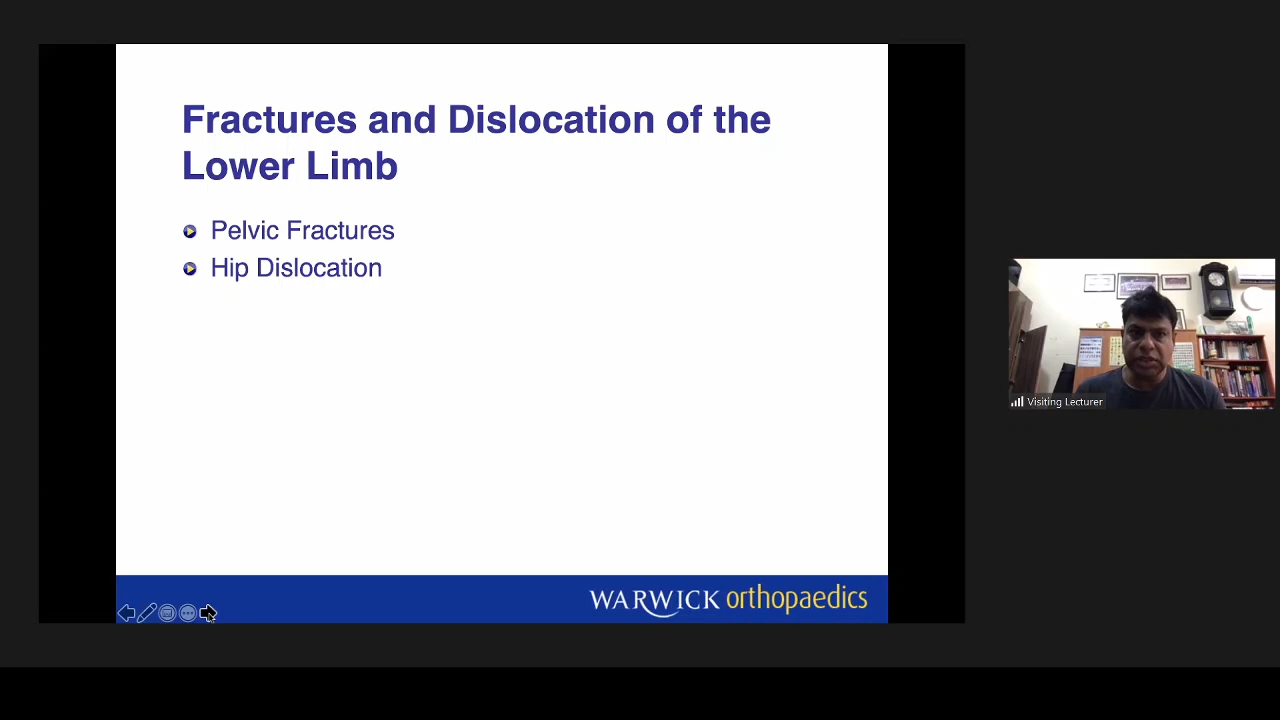 Fractures and Dislocation of the
Lower Limb
Pelvic Fractures
Hip Dislocation
WARWICK orthopaedics
Visiting Lecturer